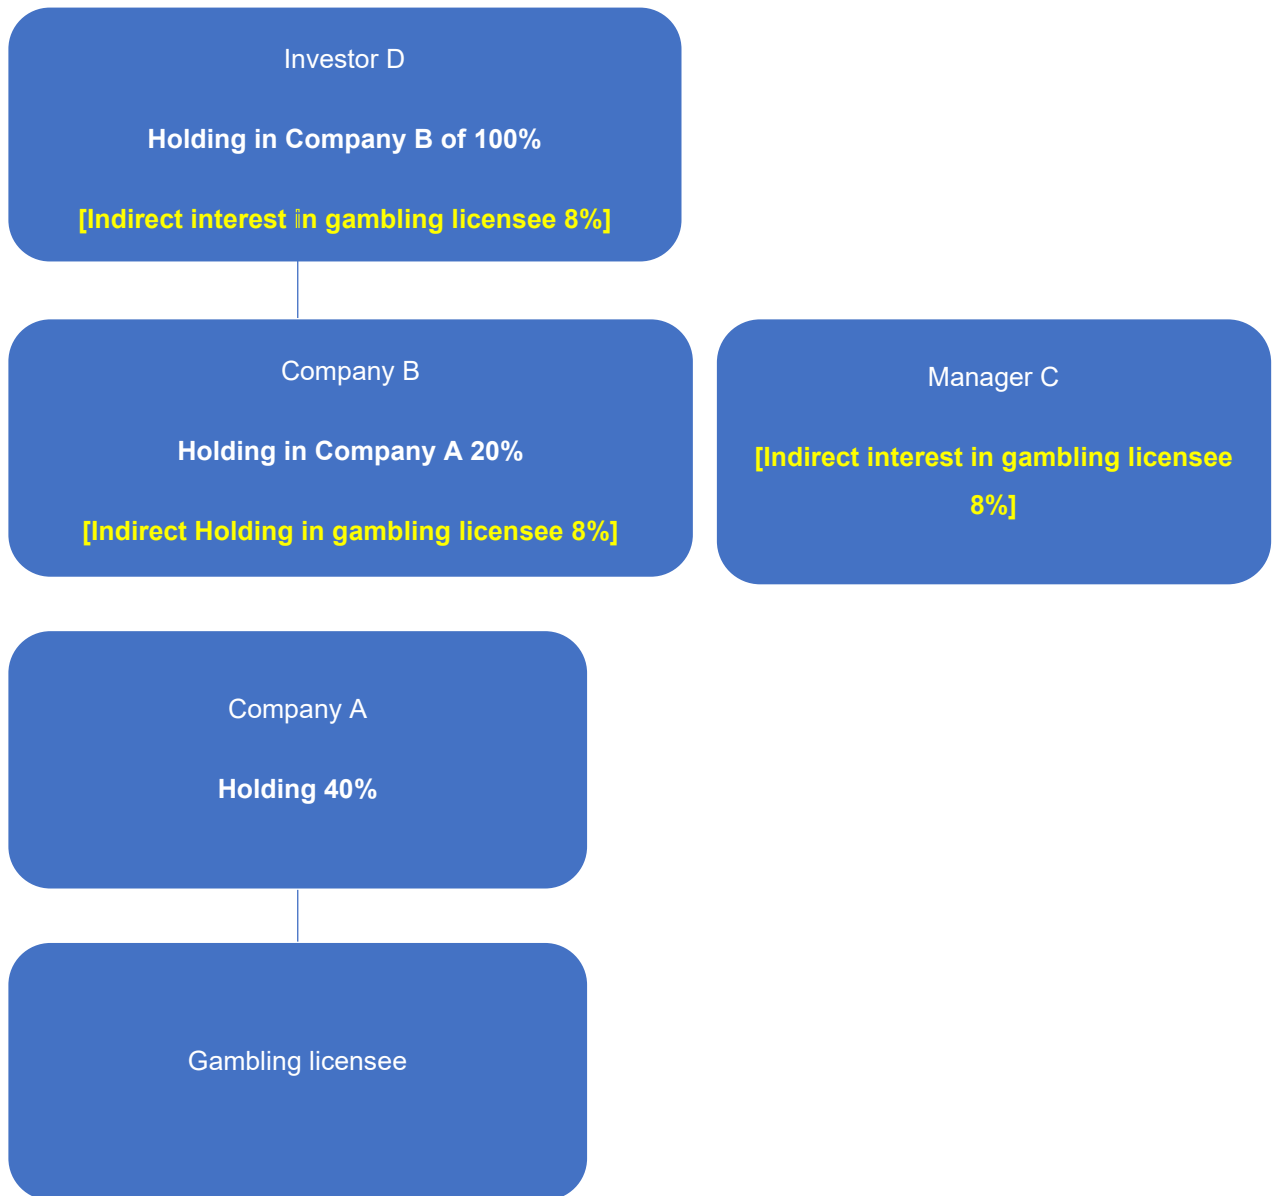 Investor D
Holding in Company B of 100%
[Indirect interest in gambling licensee 8%]
Company B
Holding in Company A 20%
[Indirect Holding in gambling licensee 8%]
Manager C
[Indirect interest in gambling licensee
8%]
Company A
Holding 40%
Gambling licensee